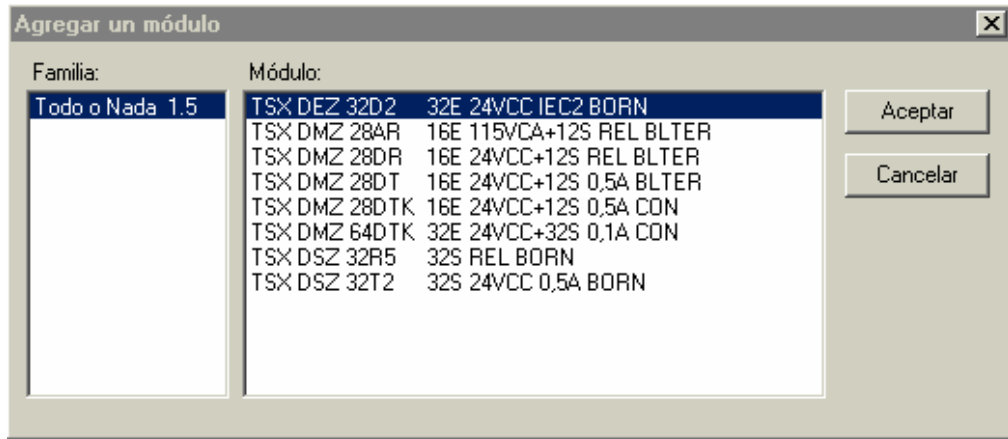 Agregar un módulo
Familia:
Módulo:
Todo o Nada 1.5
TSX DEZ 32D2 32E 24VCC IEC2 BORN
TSX DMZ 28AR 16E 115VCA+12S REL BLTER
TSX DMZ 28DR 16E 24VCC+12S REL BLTER
TSX DMZ 28DT 16E 24VCC+12S 0,5A BLTER
TSX DMZ 28DTK 16E 24VCC+12S 0,5A CON
TSX DMZ 64DTK 32E 24VCC+32S 0,1A CON
TSX DSZ 32R5 32S REL BORN
TSX DSZ 32T2 32S 24VCC 0,5A BORN
Aceptar
Cancelar